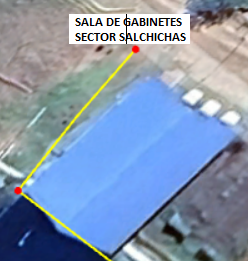 SALA DE GABINETES
SECTOR SALCHICHAS